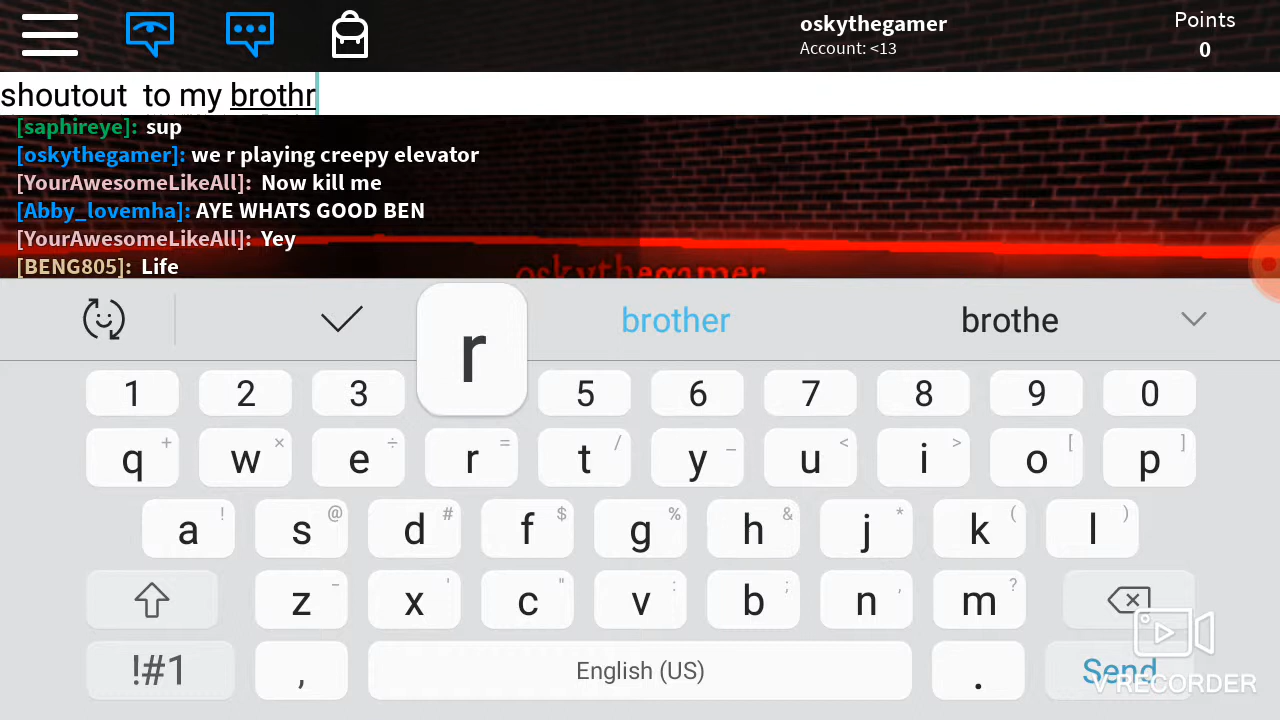 oskythegamer
Account: <13
Points
0
shoutout  to my brothr
[saphireye]: sup
[oskythegamer]: we r playing creepy elevator
[YourAwesomeLikeAll]: Now kill me
[Abby_lovemha]: AYE WHATS GOOD BEN
[YourAwesomeLikeAll]: Yey
[BENG805]: Life
oskythegamer
r brother brothe
1 2 3 5 6 7 8 9 0
q + w × e ÷ r = t / y _ u < i > o [ p ]
a ! s @ d # f $ g % h & j * k ( l )
z - x ' c " v : b ; n , m ?
!#1 , English (US) . Send
V RECORDER